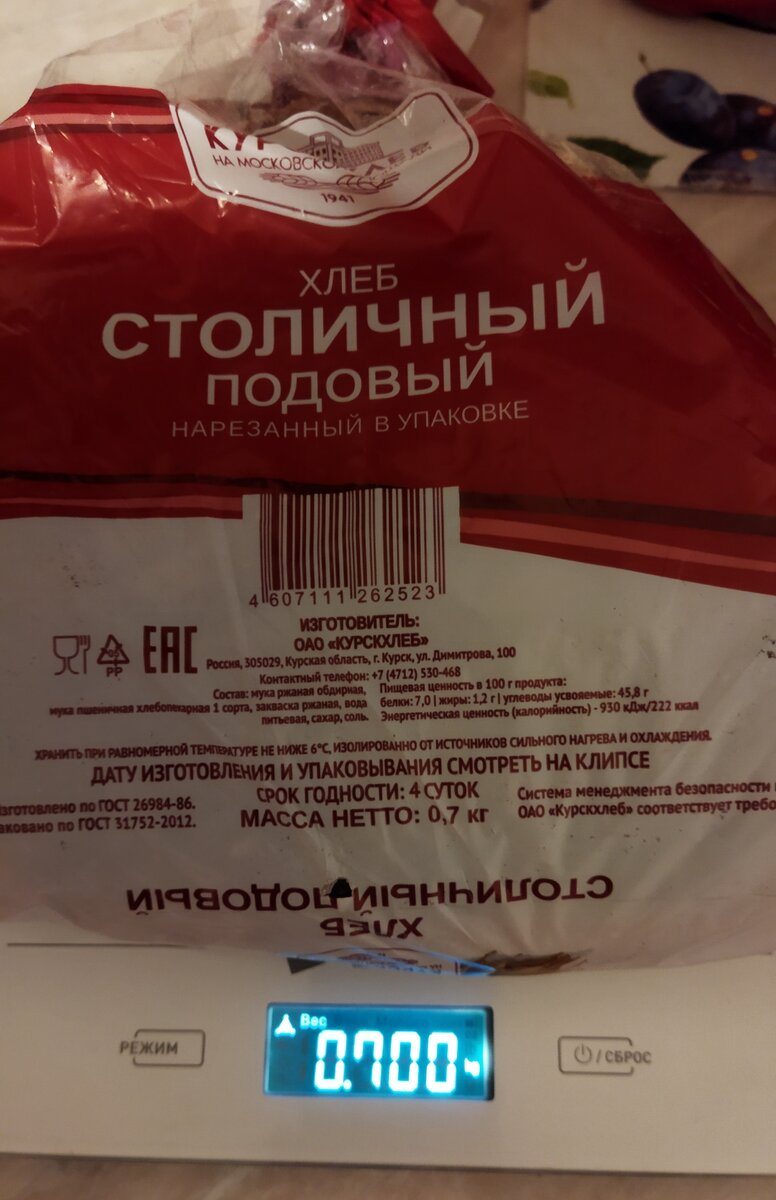 КУР
НА МОСКОВСКО
1941
ХЛЕБ
СТОЛИЧНЫЙ
ПОДОВЫЙ
НАРЕЗАННЫЙ В УПАКОВКЕ
4 607111 262523
ИЗГОТОВИТЕЛЬ:
ОАО «КУРСКХЛЕБ»
Россия, 305029, Курская область, г. Курск, ул. Димитрова, 100
Контактный телефон: +7 (4712) 530-468
EAC
PP
Состав: мука ржаная обдирная,
мука пшеничная хлебопекарная 1 сорта, закваска ржаная, вода
питьевая, сахар, соль.
Пищевая ценность в 100 г продукта:
белки: 7,0 | жиры: 1,2 г | углеводы усвояемые: 45,8 г
Энергетическая ценность (калорийность) - 930 кДж/222 ккал
ХРАНИТЬ ПРИ РАВНОМЕРНОЙ ТЕМПЕРАТУРЕ НЕ НИЖЕ 6°С, ИЗОЛИРОВАННО ОТ ИСТОЧНИКОВ СИЛЬНОГО НАГРЕВА И ОХЛАЖДЕНИЯ.
ДАТУ ИЗГОТОВЛЕНИЯ И УПАКОВЫВАНИЯ СМОТРЕТЬ НА КЛИПСЕ
СРОК ГОДНОСТИ: 4 СУТОК
МАССА НЕТТО: 0,7 кг
зготовлено по ГОСТ 26984-86.
аковано по ГОСТ 31752-2012.
Система менеджмента безопасности
ОАО «Курскхлеб» соответствует требо
СТОЛИЧНЫЙ ПОДОВЫЙ
ХЛЕБ
Вес
0.700 кг
РЕЖИМ
/СБРОС